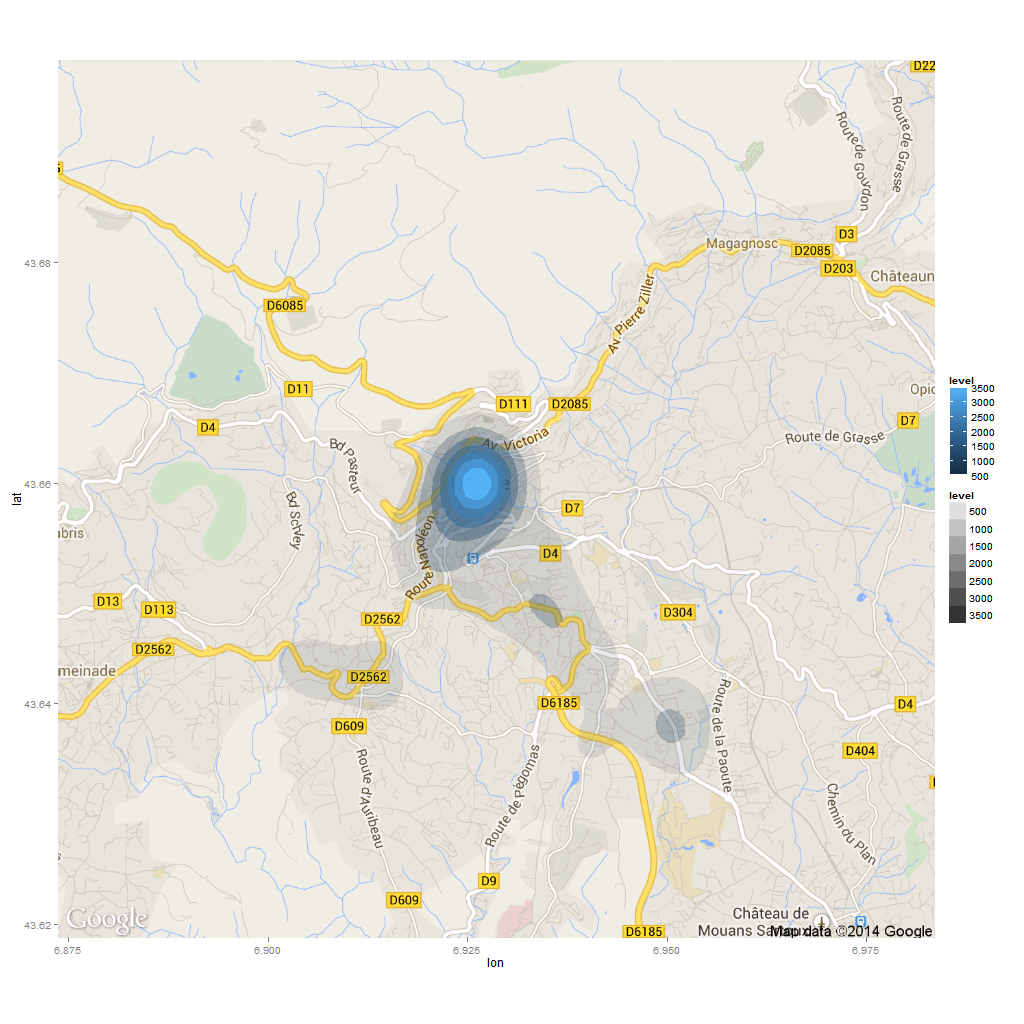 D22
Route de Gourdon
Route de Grasse
D3
Magagnosc
D2085
D203
Châteaun
43.68
D6085
Av. Pierre Ziller
D11
D111
D2085
Opio
D4
D7
Av. Victoria
Route de Grasse
Bd Pasteur
43.66
Bd Schley
D7
abris
Route Napoléon
D4
D13
D113
D2562
D304
D2562
meinade
D2562
D6185
43.64
D4
D609
Route de la Paoute
D404
Route d'Auribeau
Route de Pégomas
Chemin du Plan
D9
D609
Château de
Mouans Sartoux
D6185
43.62
Google
Map data ©2014 Google
6.875
6.900
6.925
6.950
6.975
lon
lat
level
3500
3000
2500
2000
1500
1000
500
level
500
1000
1500
2000
2500
3000
3500